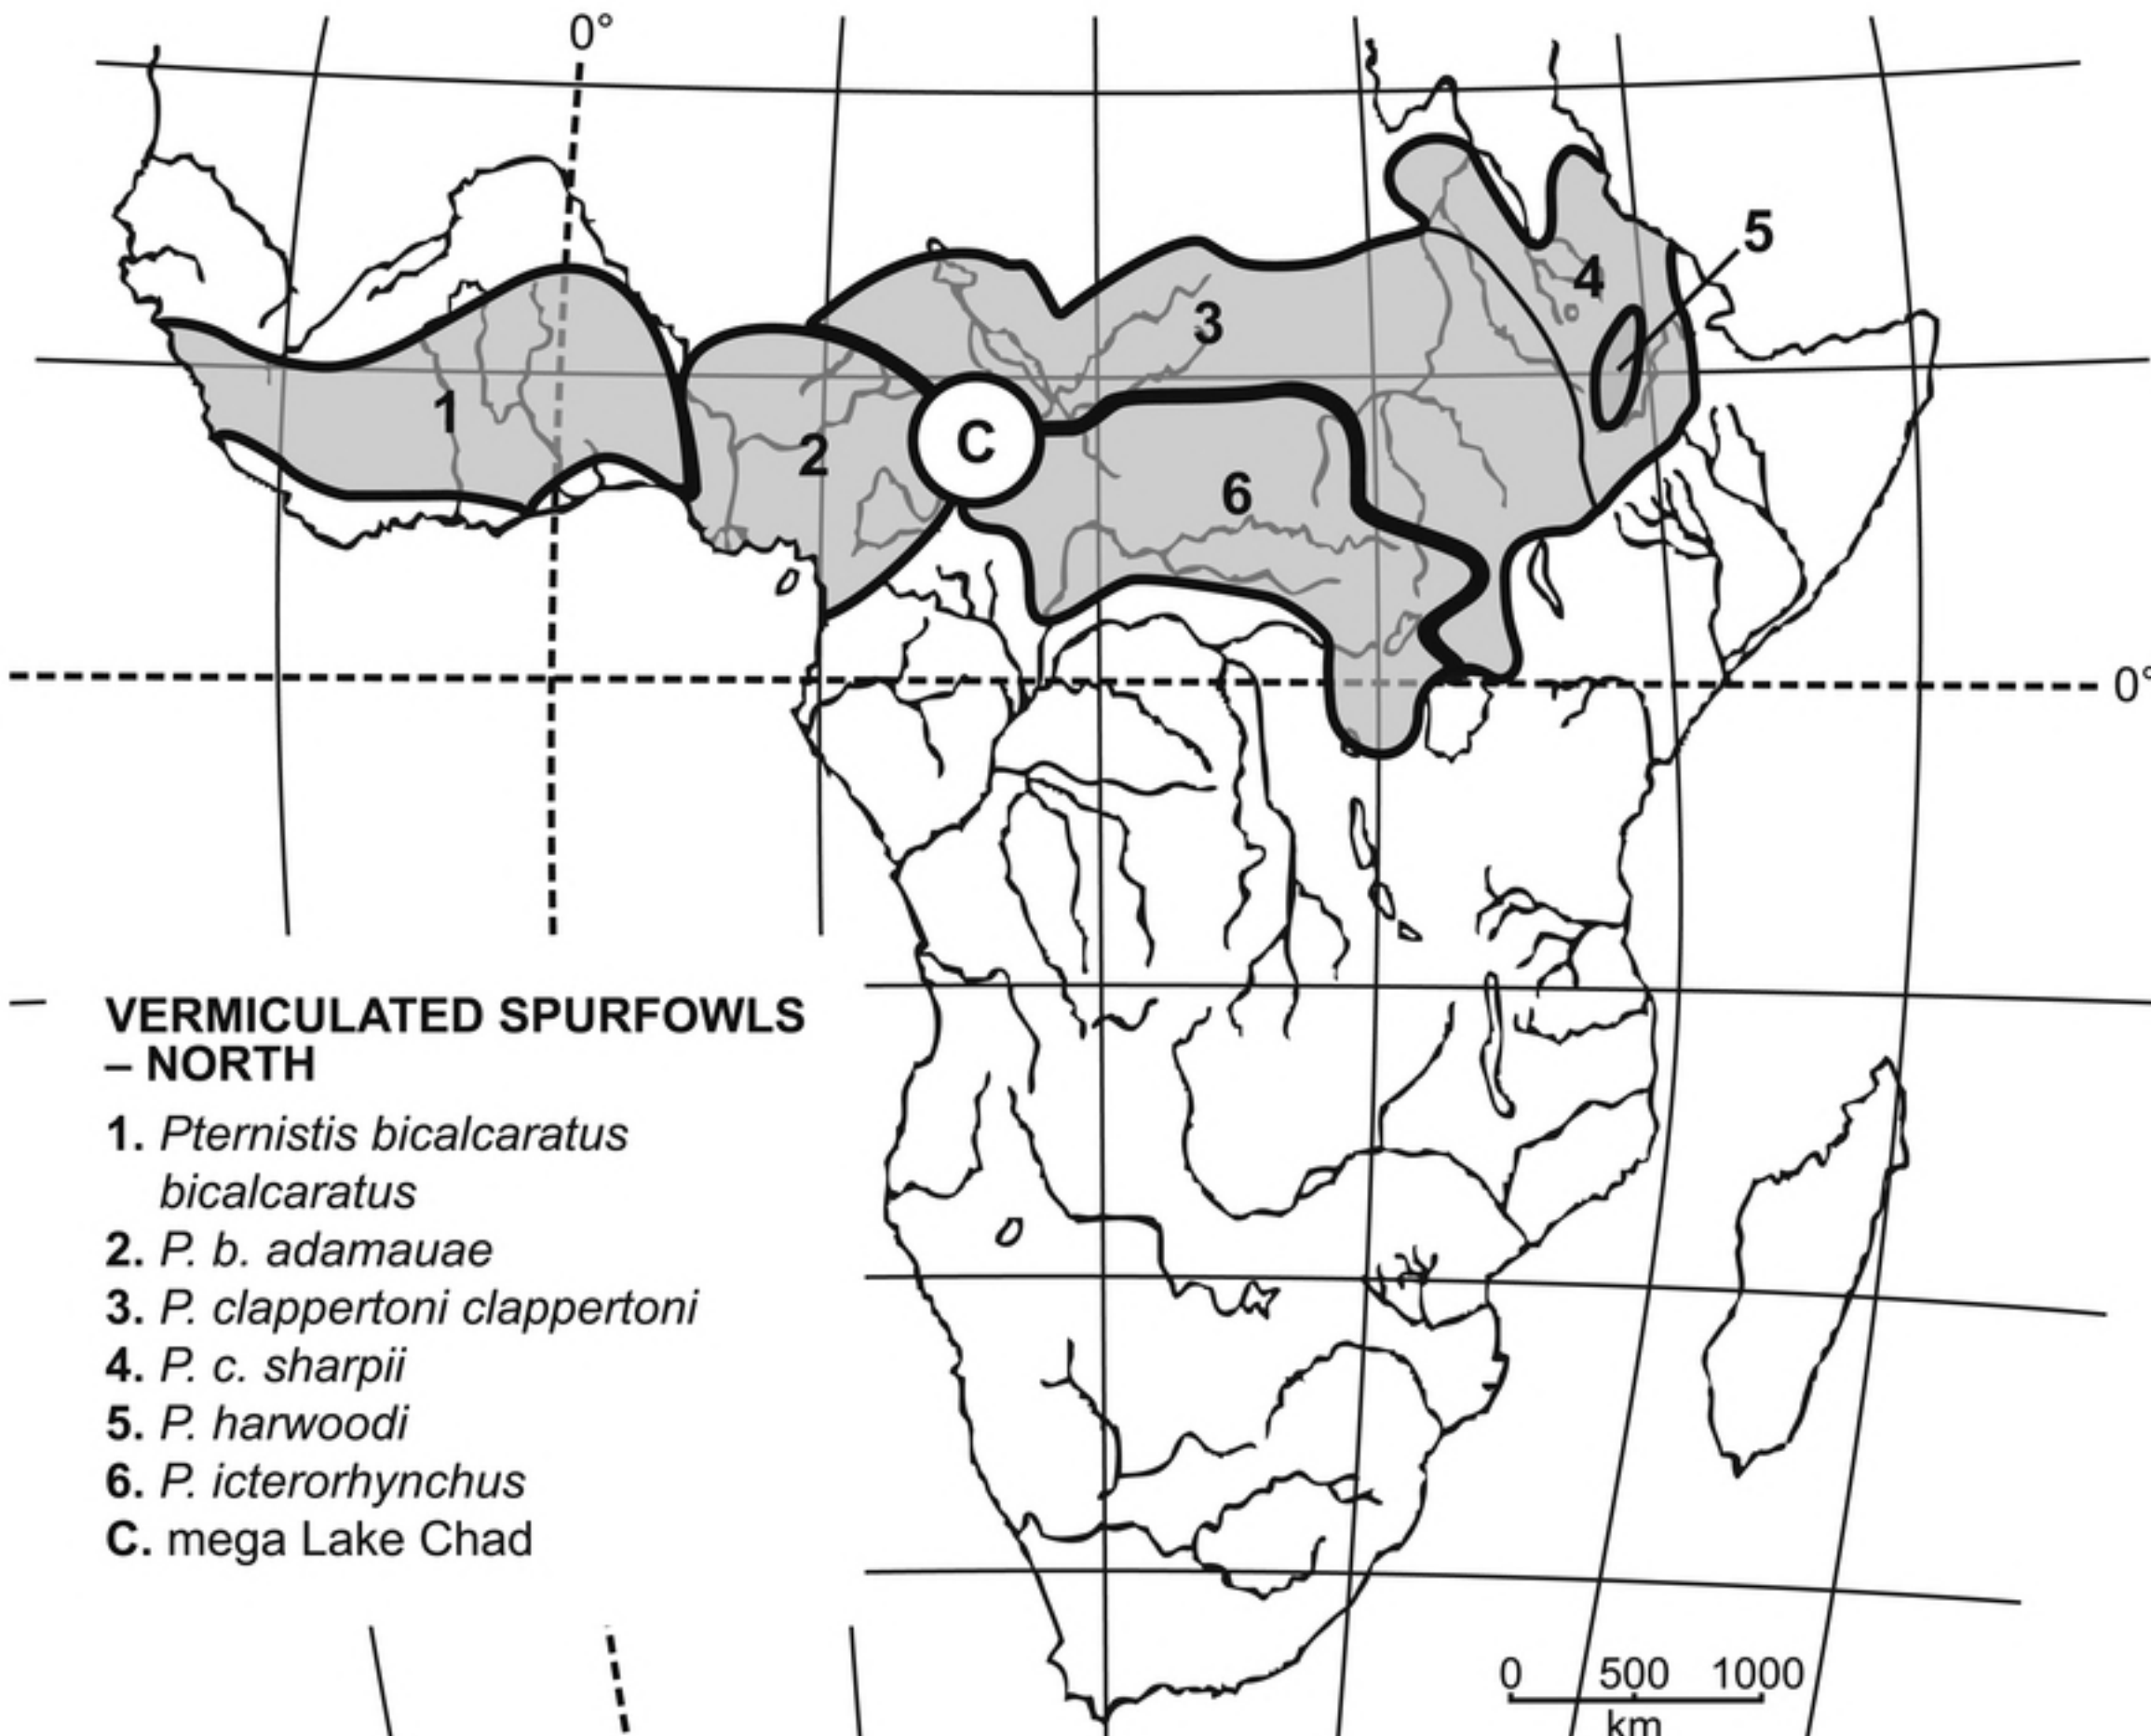 0°
5
4
3
1
2
C
6
0°
VERMICULATED SPURFOWLS
– NORTH
1. Pternistis bicalcaratus
bicalcaratus
2. P. b. adamauae
3. P. clappertoni clappertoni
4. P. c. sharpii
5. P. harwoodi
6. P. icterorhynchus
C. mega Lake Chad
0 500 1000
km